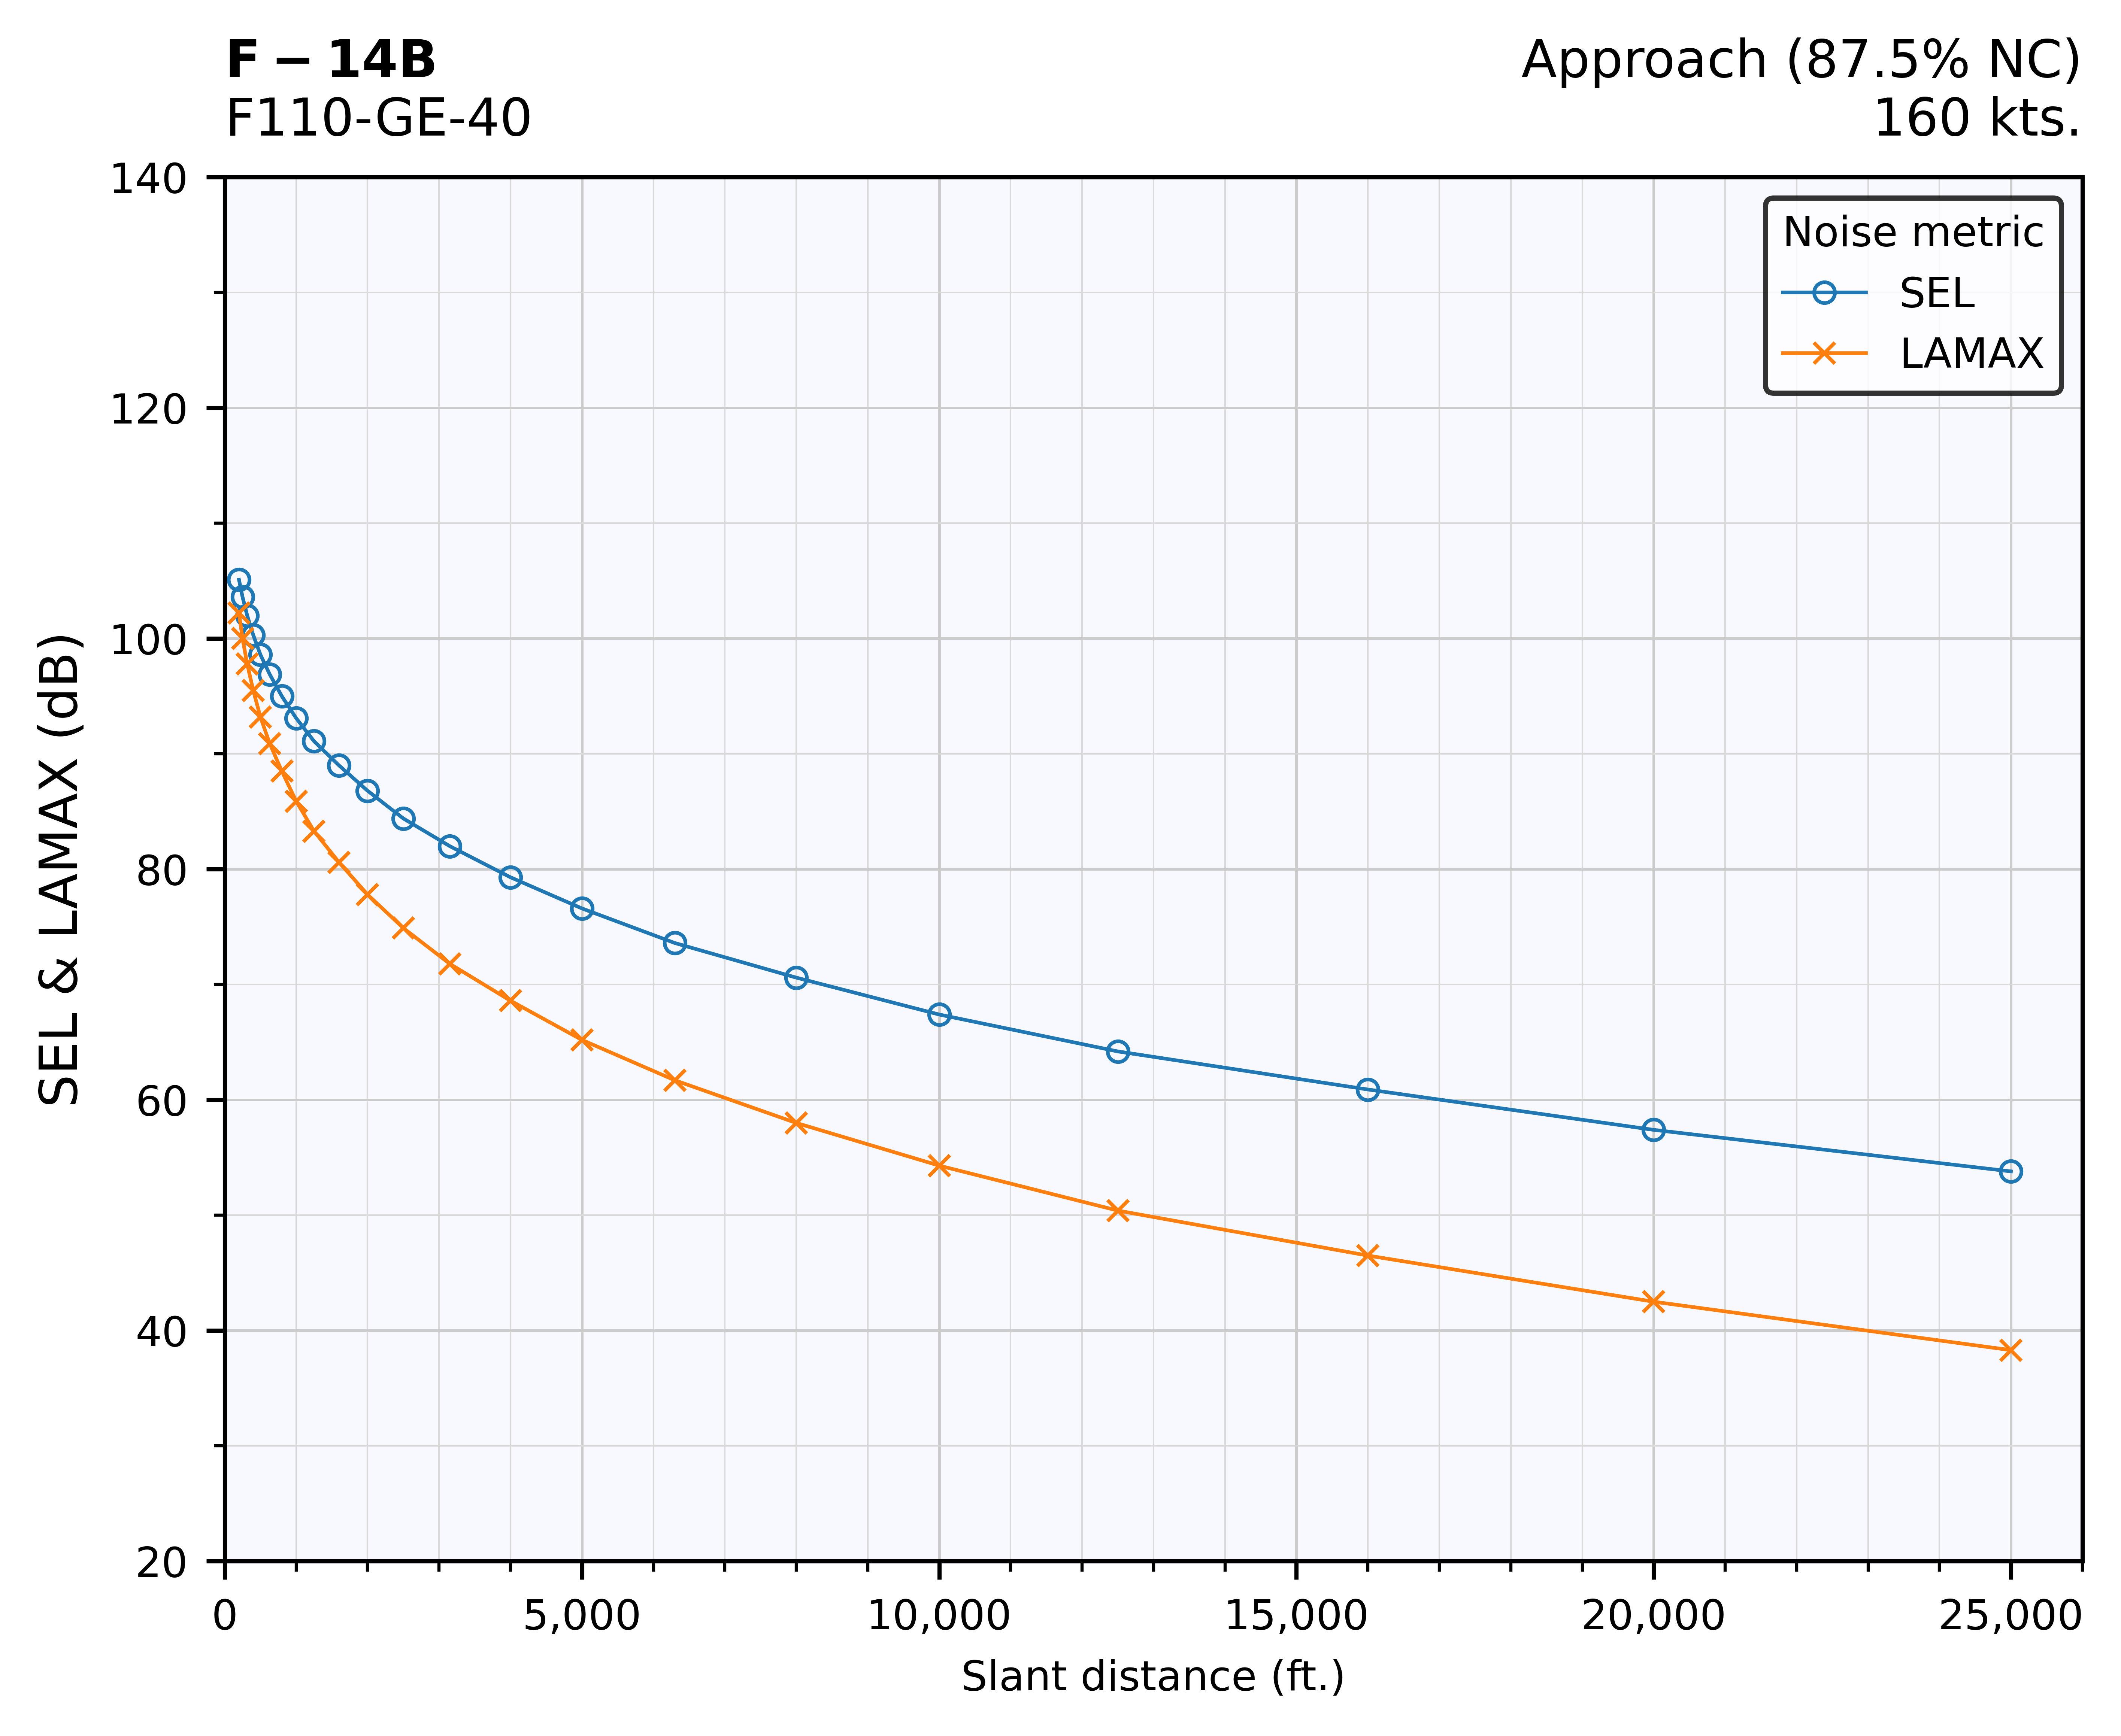 F − 14B
F110-GE-40
Approach (87.5% NC)
160 kts.
SEL & LAMAX (dB)
140
120
100
80
60
40
20
Noise metric
SEL
LAMAX
0
5,000
10,000
15,000
20,000
25,000
Slant distance (ft.)